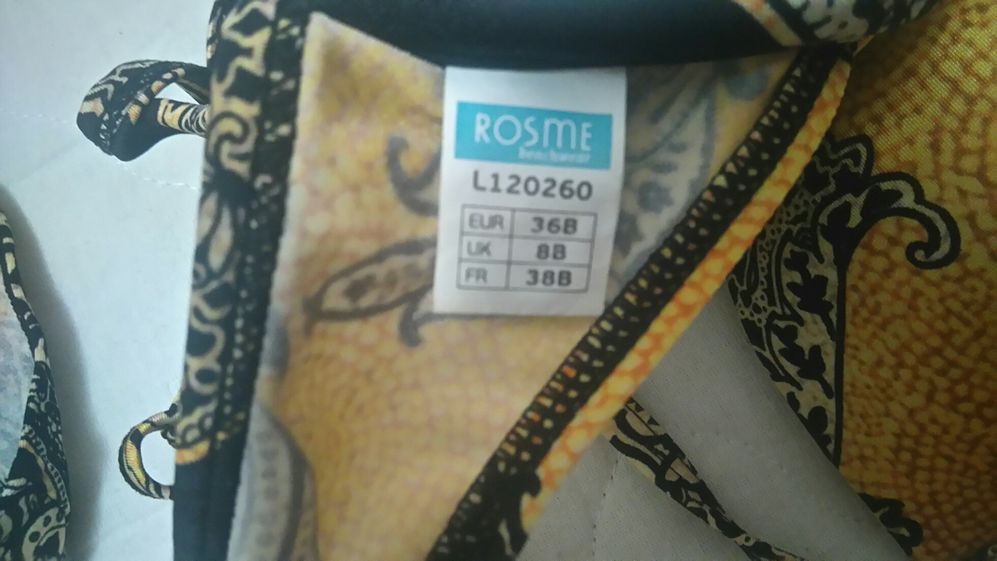 ROSME
Beachwear
L120260
EUR 36B
UK 8B
FR 38B